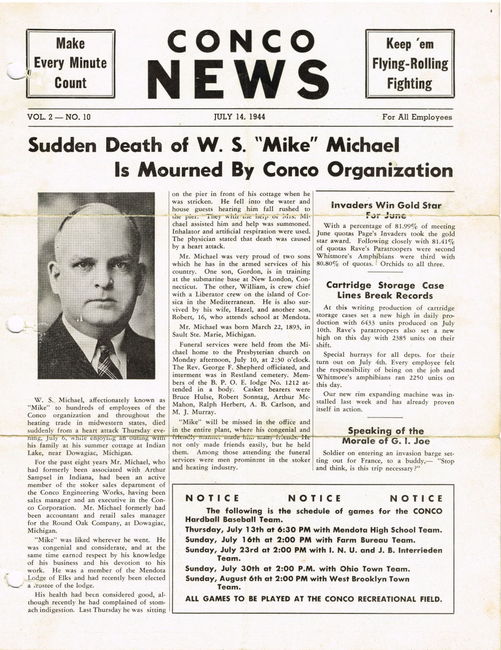 Make
Every Minute
Count
CONCO
NEWS
Keep 'em
Flying-Rolling
Fighting
VOL. 2 — NO. 10
JULY 14, 1944
For All Employees
Sudden Death of W. S. "Mike" Michael
Is Mourned By Conco Organization
W. S. Michael, affectionately known as
"Mike" to hundreds of employees of the
Conco organization and throughout the
heating trade in midwestern states, died
suddenly from a heart attack Thursday eve-
ning, July 6, while enjoying an outing with
his family at his summer cottage at Indian
Lake, near Dowagiac, Michigan.
For the past eight years Mr. Michael, who
had formerly been associated with Arthur
Sampsel in Indiana, had been an active
member of the stoker sales department of
the Conco Engineering Works, having been
sales manager and an executive in the Con-
co Corporation. Mr. Michael formerly had
been accountant and retail sales manager
for the Round Oak Company, at Dowagiac,
Michigan.
"Mike" was liked wherever he went. He
was congenial and considerate, and at the
same time earned respect by his knowledge
of his business and his devotion to his
work. He was a member of the Mendota
Lodge of Elks and had recently been elected
a trustee of the lodge.
His health had been considered good, al-
though recently he had complained of stom-
ach indigestion. Last Thursday he was sitting
on the pier in front of his cottage when he
was stricken. He fell into the water and
house guests hearing him fall rushed to
the pier. They with the help of Mrs. Mi-
chael assisted him and help was summoned.
Inhalator and artificial respiration were used.
The physician stated that death was caused
by a heart attack.
Mr. Michael was very proud of two sons
which he has in the armed services of his
country. One son, Gordon, is in training
at the submarine base at New London, Con-
necticut. The other, William, is crew chief
with a Liberator crew on the island of Cor-
sica in the Mediterranean. He is also sur-
vived by his wife, Hazel, and another son,
Robert, 16, who attends school at Mendota.
Mr. Michael was born March 22, 1893, in
Sault Ste. Marie, Michigan.
Funeral services were held from the Mi-
chael home to the Presbyterian church on
Monday afternoon, July 10, at 2:30 o'clock.
The Rev. George F. Shepherd officiated, and
interment was in Restland cemetery. Mem-
bers of the B. P. O. E. lodge No. 1212 at-
tended in a body. Casket bearers were
Bruce Hulse, Robert Sonntag, Arthur Mc-
Mahon, Ralph Herbert, A. B. Carlson, and
M. J. Murray.
"Mike" will be missed in the office and
in the entire plant, where his congenial and
friendly manner made him many friends. He
not only made friends easily, but he held
them. Among those attending the funeral
services were men prominent in the stoker
and heating industry.
Invaders Win Gold Star
For June
With a percentage of 81.99% of meeting
June quotas Page's Invaders took the gold
star award. Following closely with 81.41%
of quotas Rave's Paratroopers were second
Whitmore's Amphibians were third with
80.80% of quotas. Orchids to all three.
Cartridge Storage Case
Lines Break Records
At this writing production of cartridge
storage cases set a new high in daily pro-
duction with 6433 units produced on July
10th. Rave's paratroopers also set a new
high on this day with 2385 units on their
shift.
Special hurrays for all depts. for their
turn out on July 4th. Every employee felt
the responsibility of being on the job and
Whitmore's amphibians ran 2250 units on
this day.
Our new rim expanding machine was in-
stalled last week and has already proven
itself in action.
Speaking of the
Morale of G. I. Joe
Soldier on entering an invasion barge set-
ting out for France, to a buddy,— "Stop
and think, is this trip necessary?"
NOTICE NOTICE NOTICE
The following is the schedule of games for the CONCO
Hardball Baseball Team.
Thursday, July 13th at 6:30 PM with Mendota High School Team.
Sunday, July 16th at 2:00 PM with Farm Bureau Team.
Sunday, July 23rd at 2:00 PM with I. N. U. and J. B. Interrieden
Team.
Sunday, July 30th at 2:00 P.M. with Ohio Town Team.
Sunday, August 6th at 2:00 PM with West Brooklyn Town
Team.
ALL GAMES TO BE PLAYED AT THE CONCO RECREATIONAL FIELD.